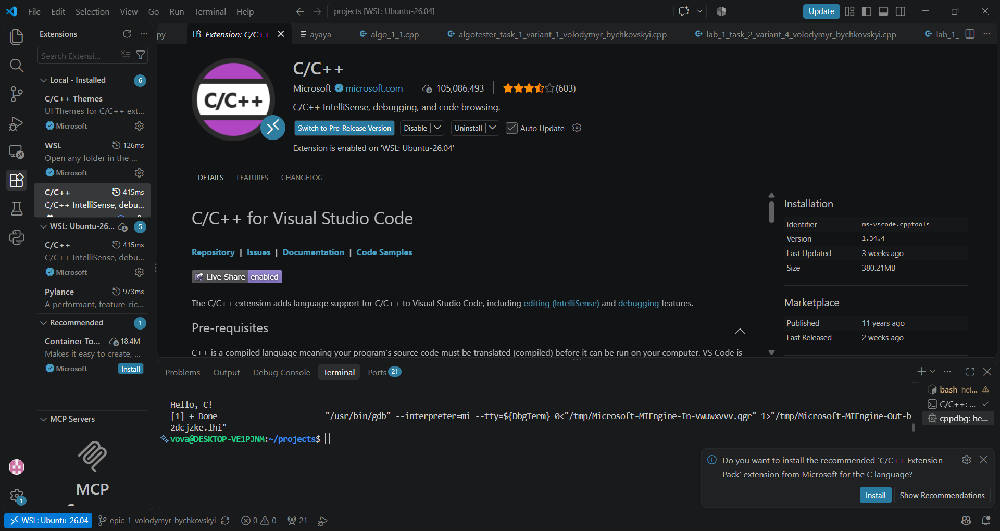 File Edit Selection View Go Run Terminal Help
projects [WSL: Ubuntu-26.04]
Update
Extensions
py
Extension: C/C++
ayaya
algo_1_1.cpp
algotester_task_1_variant_1_volodymyr_bychkovskyi.cpp
lab_1_task_2_variant_4_volodymyr_bychkovskyi.cpp
lab_1_
Search Extensi...
Local - Installed 6
C/C++ Themes
UI Themes for C/C++ ext...
Microsoft
WSL 126ms
Open any folder in the ...
Microsoft
C/C++ 415ms
C/C++ IntelliSense, debu...
WSL: Ubuntu-26... 5
C/C++ 415ms
C/C++ IntelliSense, debu...
Microsoft
Pylance 973ms
A performant, feature-ric...
Recommended 1
Container To... 18.4M
Makes it easy to create, ...
Microsoft Install
MCP Servers
MCP
C/C++
C/C++
Microsoft microsoft.com 105,086,493 (603)
C/C++ IntelliSense, debugging, and code browsing.
Switch to Pre-Release Version Disable Uninstall Auto Update
Extension is enabled on 'WSL: Ubuntu-26.04'
DETAILS FEATURES CHANGELOG
C/C++ for Visual Studio Code
Repository | Issues | Documentation | Code Samples
Live Share enabled
The C/C++ extension adds language support for C/C++ to Visual Studio Code, including editing (IntelliSense) and debugging features.
Pre-requisites
C++ is a compiled language meaning your program's source code must be translated (compiled) before it can be run on your computer. VS Code is
Installation
Identifier ms-vscode.cpptools
Version 1.34.4
Last Updated 3 weeks ago
Size 380.21MB
Marketplace
Published 11 years ago
Last Released 2 weeks ago
Problems Output Debug Console Terminal Ports 21
Hello, C!
[1] + Done "/usr/bin/gdb" --interpreter=mi --tty=${DbgTerm} 0<"/tmp/Microsoft-MIEngine-In-vwuwxvvv.qgr" 1>"/tmp/Microsoft-MIEngine-Out-b
2dcjzke.lhi"
vova@DESKTOP-VE1PJNM:~/projects$
bash hel...
C/C++: ...
cppdbg: he...
Do you want to install the recommended 'C/C++ Extension
Pack' extension from Microsoft for the C language?
Install Show Recommendations
1
WSL: Ubuntu-26.04 epic_1_volodymyr_bychkovskyi 0 0 21